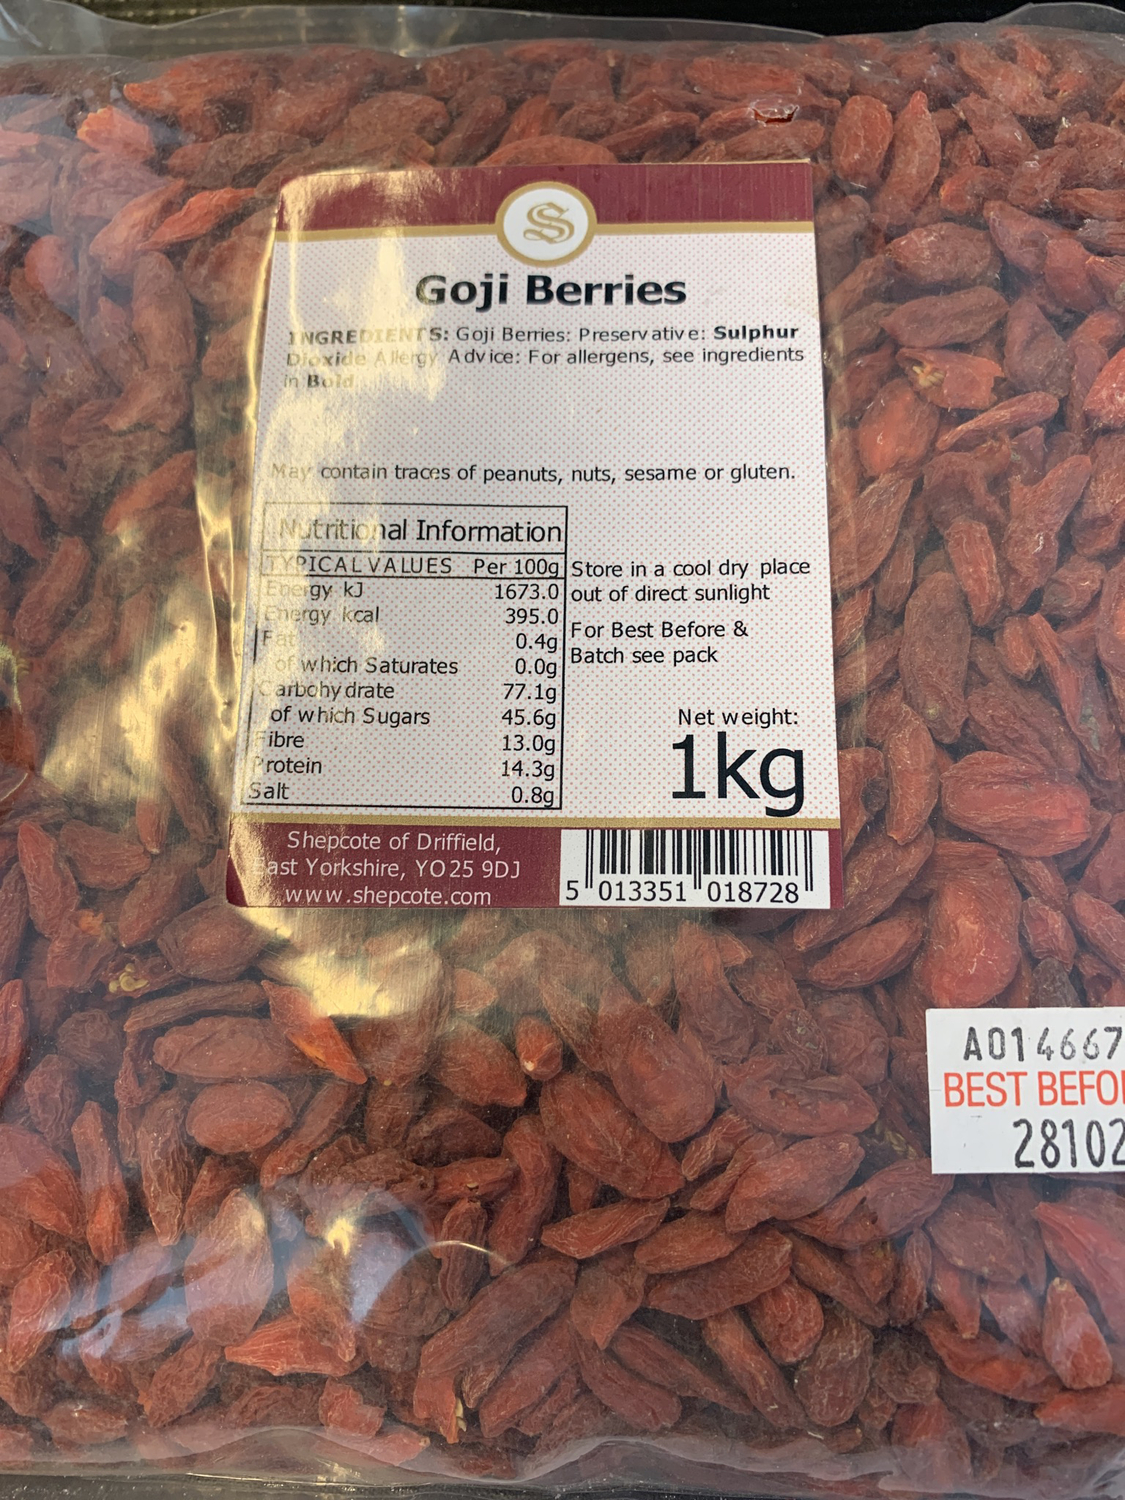 S
Goji Berries
INGREDIENTS: Goji Berries: Preservative: Sulphur
Dioxide Allergy Advice: For allergens, see ingredients
in Bold
May contain traces of peanuts, nuts, sesame or gluten.
Nutritional Information
TYPICAL VALUES Per 100g
Energy kJ 1673.0
Energy kcal 395.0
Fat 0.4g
of which Saturates 0.0g
Carbohydrate 77.1g
of which Sugars 45.6g
Fibre 13.0g
Protein 14.3g
Salt 0.8g
Store in a cool dry place
out of direct sunlight
For Best Before &
Batch see pack
Net weight:
1kg
Shepcote of Driffield,
East Yorkshire, YO25 9DJ
www.shepcote.com
5 013351 018728
A014667
BEST BEFO
28102